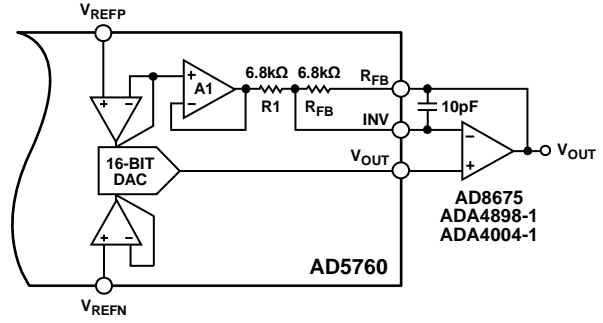 VREFP
6.8kΩ 6.8kΩ RFB
+ − + A1 −
R1 RFB
10pF
INV
16-BIT
DAC
VOUT
− + VOUT
AD8675
ADA4898-1
ADA4004-1
+ −
AD5760
VREFN